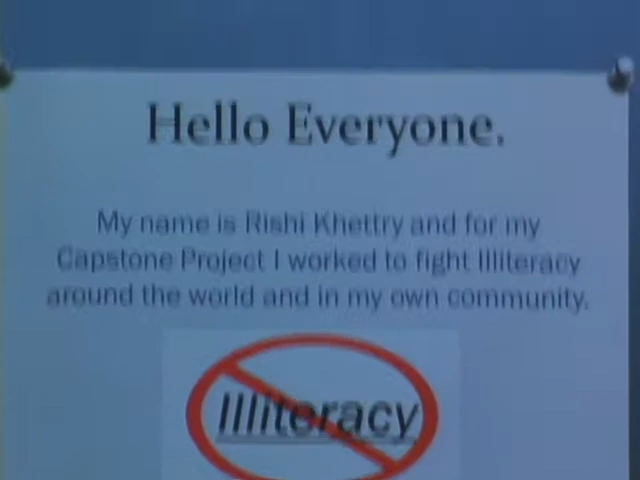 Hello Everyone.
My name is Rishi Khettry and for my
Capstone Project I worked to fight Illiteracy
around the world and in my own community.
Illiteracy